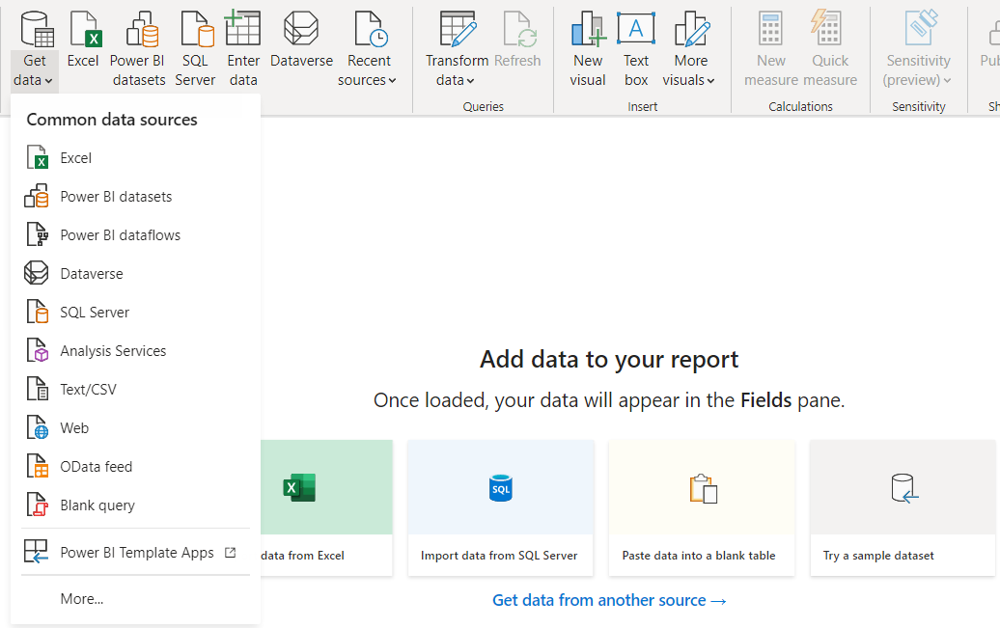 Get data
Excel
Power BI datasets
SQL Server
Enter data
Dataverse
Recent sources
Transform data
Refresh
New visual
Text box
More visuals
New measure
Quick measure
Sensitivity (preview)
Queries
Insert
Calculations
Sensitivity
Common data sources
Excel
Power BI datasets
Power BI dataflows
Dataverse
SQL Server
Analysis Services
Text/CSV
Web
OData feed
Blank query
Power BI Template Apps
More...
Add data to your report
Once loaded, your data will appear in the Fields pane.
SQL
data from Excel
Import data from SQL Server
Paste data into a blank table
Try a sample dataset
Get data from another source →